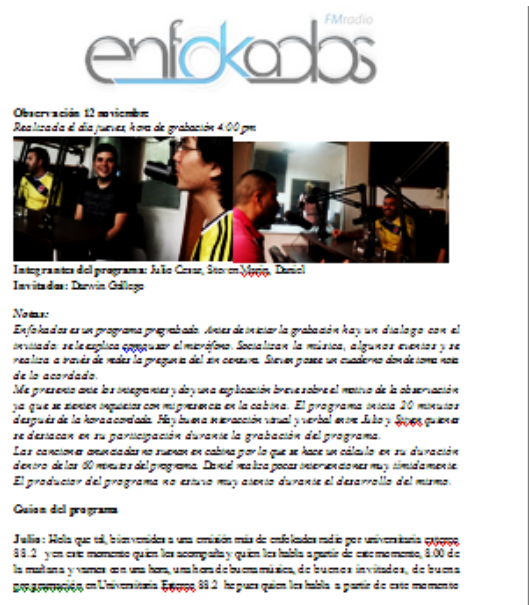 FMradio
enfokados
Observación 12 noviembre
Realizada el día jueves, hora de grabación 4:00 pm
Integrantes del programa: Julio Cesar, Steven Marin, Daniel
Invitados: Darwin Gallego
Notas:
Enfokados es un programa pregrabado. Antes de iniciar la grabación hay un dialogo con el
invitado: se le explica como usar el micrófono. Socializan la música, algunos eventos y se
realiza a través de redes la pregunta del sin censura. Steven posee un cuaderno donde toma nota
de lo acordado.
Me presento ante los integrantes y doy una explicación breve sobre el motivo de la observación
ya que se sienten inquietos con mi presencia en la cabina. El programa inicia 20 minutos
después de la hora acordada. Hay buena interacción visual y verbal entre Julio y Steven quienes
se destacan en su participación durante la grabación del programa.
Las canciones anunciadas no suenan en cabina por lo que se hace un cálculo en su duración
dentro de los 60 minutos del programa. Daniel realiza pocas intervenciones muy tímidamente.
El productor del programa no estuvo muy atento durante el desarrollo del mismo.
Guion del programa
Julio: Hola que tal, bienvenidos a una emisión más de enfokados radio por universitaria estereo
88.2 y en este momento quien les acompaña y quien les habla a partir de este momento, 8:00 de
la mañana y vamos con una hora, una hora de buena música, de buenos invitados, de buena
programación en Universitaria Estereo 88.2 he pues quien les habla a partir de este momento